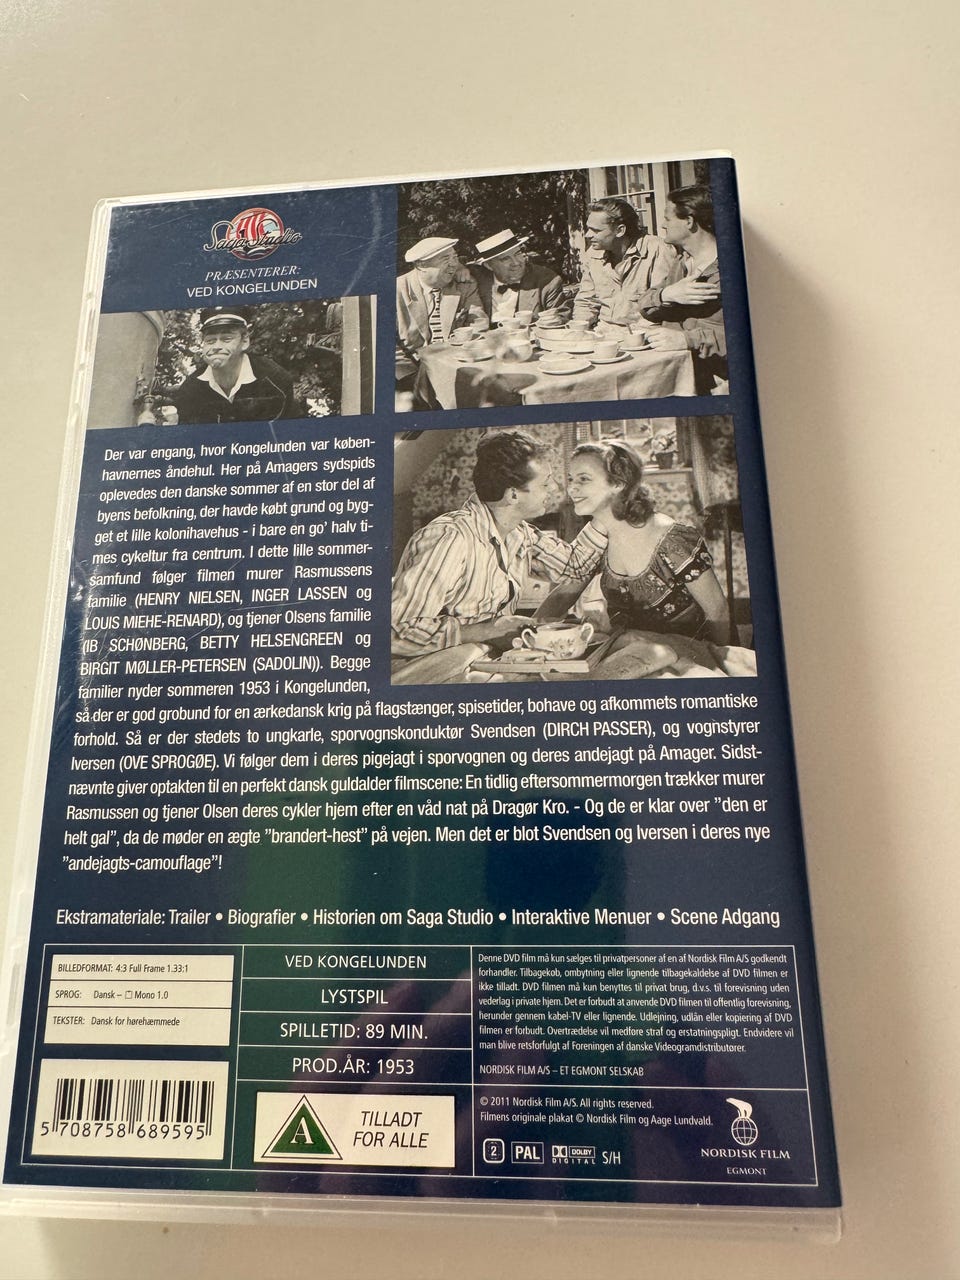 Saga Studio
PRÆSENTERER:
VED KONGELUNDEN
Der var engang, hvor Kongelunden var køben-
havnernes åndehul. Her på Amagers sydspids
oplevedes den danske sommer af en stor del af
byens befolkning, der havde købt grund og byg-
get et lille kolonihavehus - i bare en go' halv ti-
mes cykeltur fra centrum. I dette lille sommer-
samfund følger filmen murer Rasmussens
familie (HENRY NIELSEN, INGER LASSEN og
LOUIS MIEHE-RENARD), og tjener Olsens familie
(IB SCHØNBERG, BETTY HELSENGREEN og
BIRGIT MØLLER-PETERSEN (SADOLIN)). Begge
familier nyder sommeren 1953 i Kongelunden,
så der er god grobund for en ærkedansk krig på flagstænger, spisetider, bohave og afkommets romantiske
forhold. Så er der stedets to ungkarle, sporvognskonduktør Svendsen (DIRCH PASSER), og vognstyrer
Iversen (OVE SPROGØE). Vi følger dem i deres pigejagt i sporvognen og deres andejagt på Amager. Sidst-
nævnte giver optakten til en perfekt dansk guldalder filmscene: En tidlig eftersommermorgen trækker murer
Rasmussen og tjener Olsen deres cykler hjem efter en våd nat på Dragør Kro. - Og de er klar over "den er
helt gal", da de møder en ægte "brandert-hest" på vejen. Men det er blot Svendsen og Iversen i deres nye
"andejagts-camouflage"!
Ekstramateriale: Trailer • Biografier • Historien om Saga Studio • Interaktive Menuer • Scene Adgang
BILLEDFORMAT: 4:3 Full Frame 1.33:1
SPROG: Dansk – Mono 1.0
TEKSTER: Dansk for hørehæmmede
5 708758 689595
VED KONGELUNDEN
LYSTSPIL
SPILLETID: 89 MIN.
PROD.ÅR: 1953
A
TILLADT
FOR ALLE
Denne DVD film må kun sælges til privatpersoner af en af Nordisk Film A/S godkendt
forhandler. Tilbagekøb, ombytning eller lignende tilbagekaldelse af DVD filmen er
ikke tilladt. DVD filmen må kun benyttes til privat brug, d.v.s. til forevisning uden
vederlag i private hjem. Det er forbudt at anvende DVD filmen til offentlig forevisning,
herunder gennem kabel-TV eller lignende. Udlejning, udlån eller kopiering af DVD
filmen er forbudt. Overtrædelse vil medføre straf og erstatningspligt. Endvidere vil
man blive retsforfulgt af Foreningen af danske Videogramdistributører.
NORDISK FILM A/S – ET EGMONT SELSKAB
© 2011 Nordisk Film A/S. All rights reserved.
Filmens originale plakat © Nordisk Film og Aage Lundvald.
2 PAL DOLBY DIGITAL S/H
NORDISK FILM
EGMONT